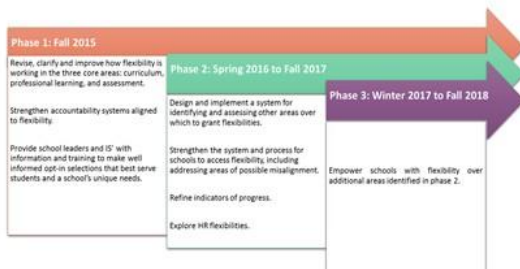 Phase 1: Fall 2015
Revise, clarify and improve how flexibility is
working in the three core areas: curriculum,
professional learning, and assessment.
Strengthen accountability systems aligned
to flexibility.
Provide school leaders and IS' with
information and training to make well
informed opt-in selections that best serve
students and a school's unique needs.
Phase 2: Spring 2016 to Fall 2017
Design and implement a system for
identifying and assessing other areas over
which to grant flexibilities.
Strengthen the system and process for
schools to access flexibility, including
addressing areas of possible misalignment.
Refine indicators of progress.
Explore HR flexibilities.
Phase 3: Winter 2017 to Fall 2018
Empower schools with flexibility over
additional areas identified in phase 2.